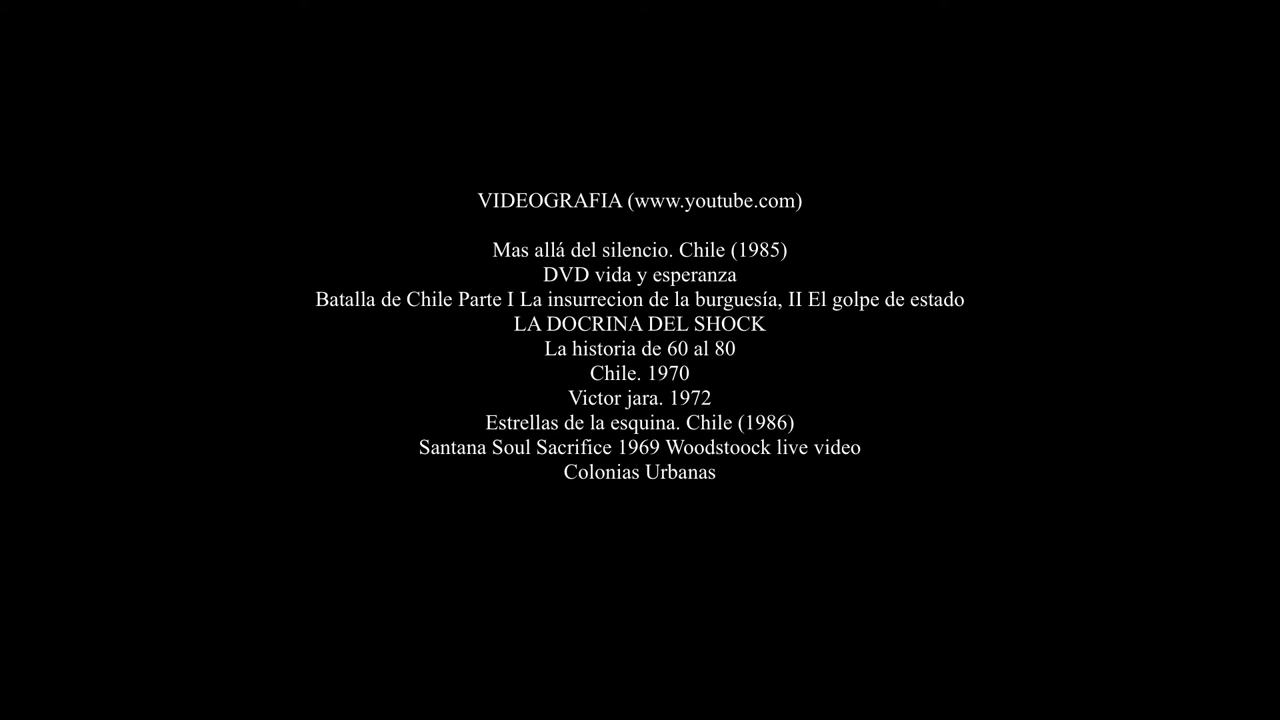 VIDEOGRAFIA (www.youtube.com)
Mas allá del silencio. Chile (1985)
DVD vida y esperanza
Batalla de Chile Parte I La insurrecion de la burguesía, II El golpe de estado
LA DOCRINA DEL SHOCK
La historia de 60 al 80
Chile. 1970
Victor jara. 1972
Estrellas de la esquina. Chile (1986)
Santana Soul Sacrifice 1969 Woodstoock live video
Colonias Urbanas